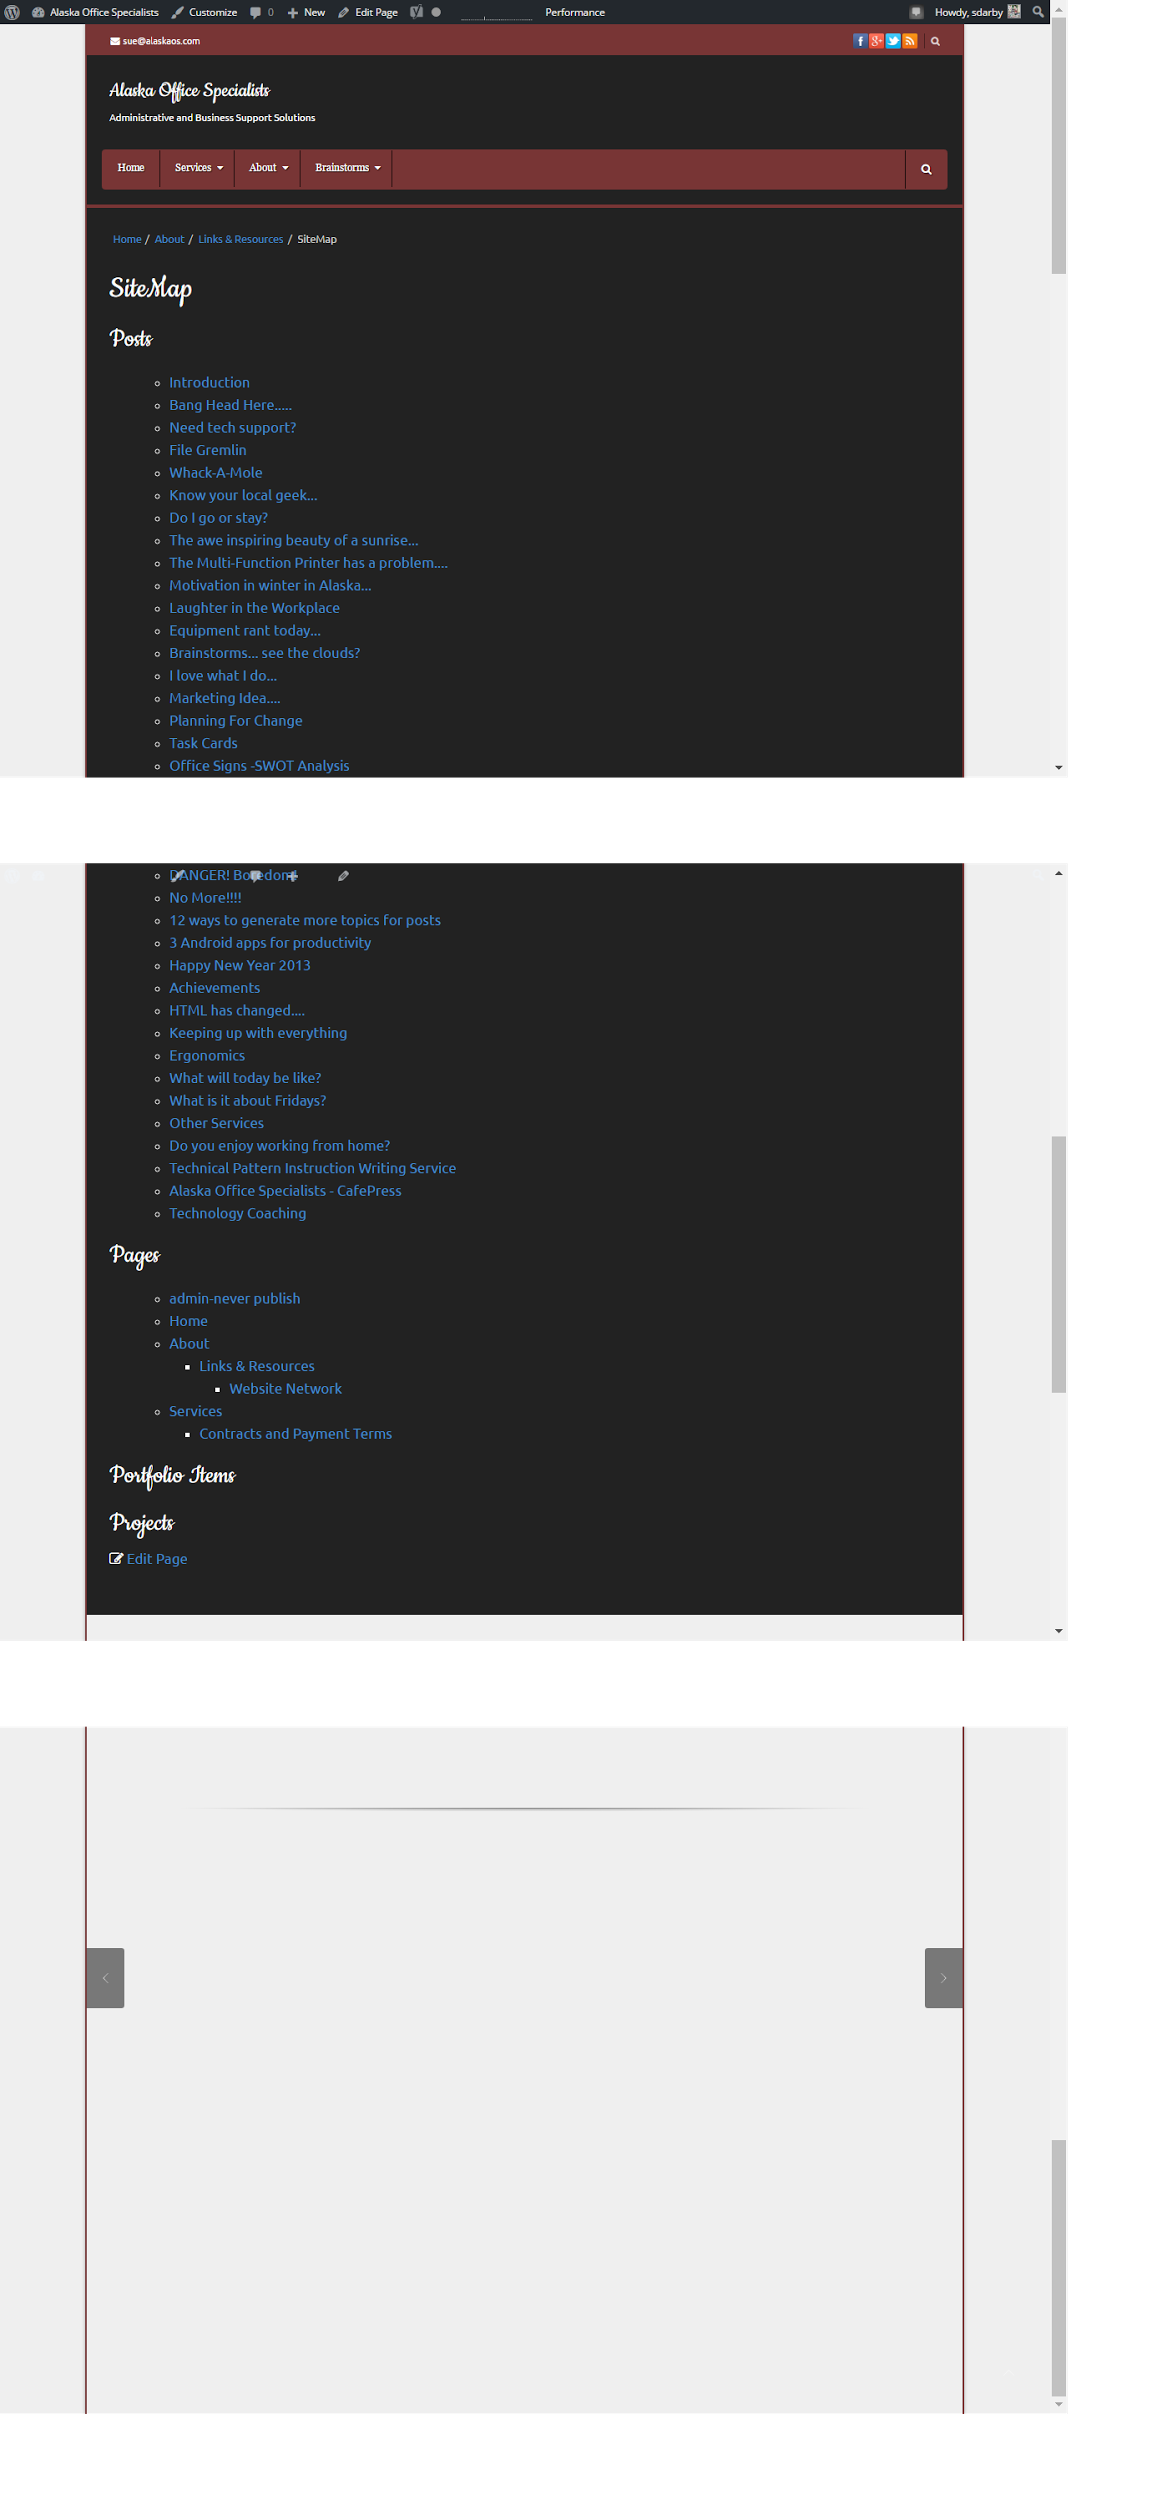 Alaska Office Specialists Customize 0 New Edit Page Performance Howdy, sdarby
sue@alaskaos.com
Alaska Office Specialists
Administrative and Business Support Solutions
Home Services About Brainstorms
Home / About / Links & Resources / SiteMap
SiteMap
Posts
Introduction
Bang Head Here.....
Need tech support?
File Gremlin
Whack-A-Mole
Know your local geek...
Do I go or stay?
The awe inspiring beauty of a sunrise...
The Multi-Function Printer has a problem....
Motivation in winter in Alaska...
Laughter in the Workplace
Equipment rant today...
Brainstorms... see the clouds?
I love what I do...
Marketing Idea....
Planning For Change
Task Cards
Office Signs -SWOT Analysis
DANGER! Boredom!
No More!!!!
12 ways to generate more topics for posts
3 Android apps for productivity
Happy New Year 2013
Achievements
HTML has changed....
Keeping up with everything
Ergonomics
What will today be like?
What is it about Fridays?
Other Services
Do you enjoy working from home?
Technical Pattern Instruction Writing Service
Alaska Office Specialists - CafePress
Technology Coaching
Pages
admin-never publish
Home
About
Links & Resources
Website Network
Services
Contracts and Payment Terms
Portfolio Items
Projects
Edit Page